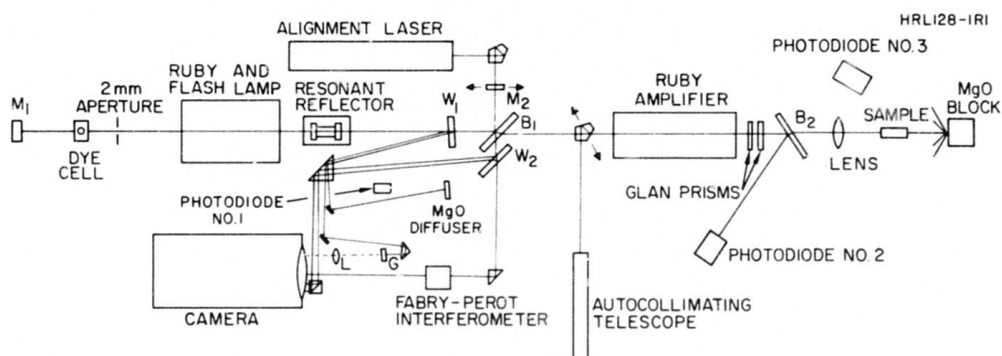 HRL128-IRI
ALIGNMENT LASER
PHOTODIODE NO.3
RUBY AND
FLASH LAMP
2mm
APERTURE
RESONANT
REFLECTOR
RUBY
AMPLIFIER
MgO
BLOCK
M1
W1
M2
B1
B2
SAMPLE
W2
DYE
CELL
LENS
GLAN PRISMS
PHOTODIODE
NO.1
MgO
DIFFUSER
PHOTODIODE NO.2
L
G
CAMERA
FABRY-PEROT
INTERFEROMETER
AUTOCOLLIMATING
TELESCOPE